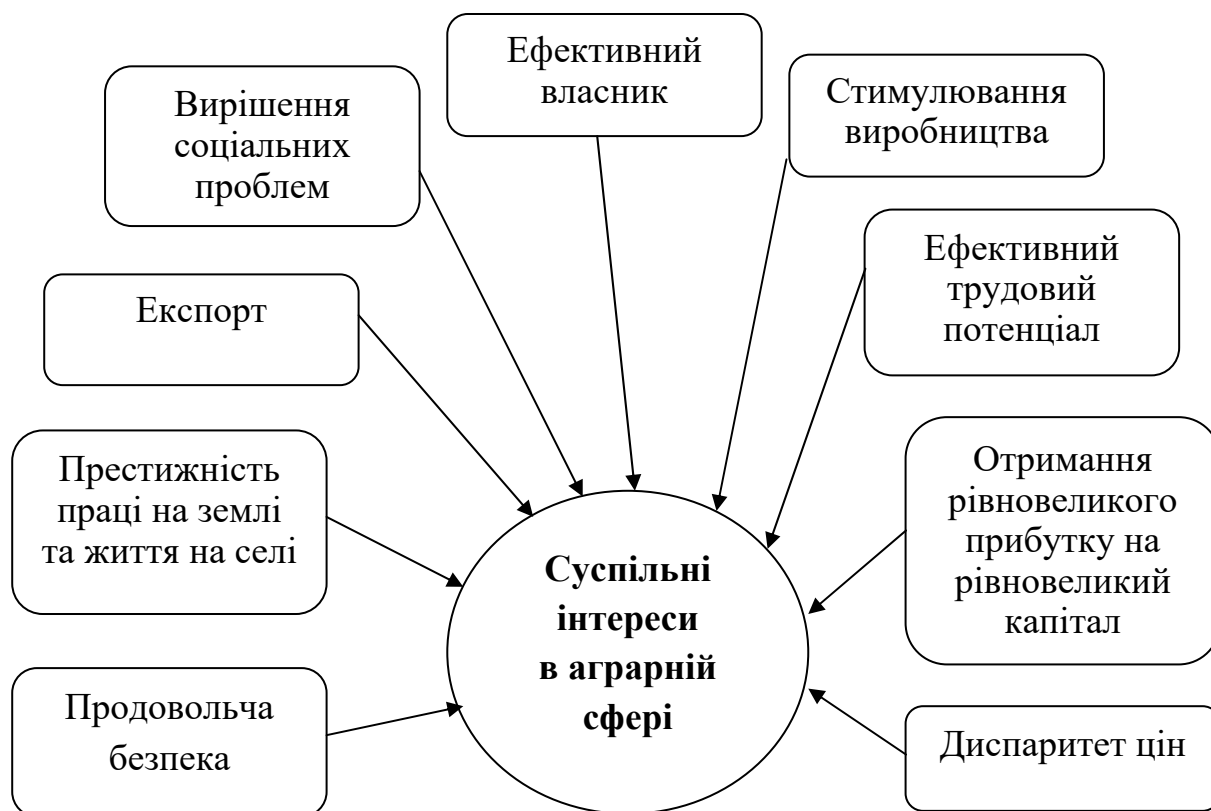 Ефективний
власник
Вирішення
соціальних
проблем
Стимулювання
виробництва
Ефективний
трудовий
потенціал
Експорт
Престижність
праці на землі
та життя на селі
Отримання
рівновеликого
прибутку на
рівновеликий
капітал
Суспільні
інтереси
в аграрній
сфері
Продовольча
безпека
Диспаритет цін